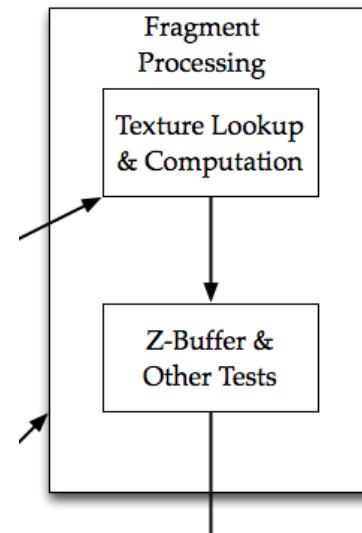 Fragment
Processing
Texture Lookup
& Computation
Z-Buffer &
Other Tests